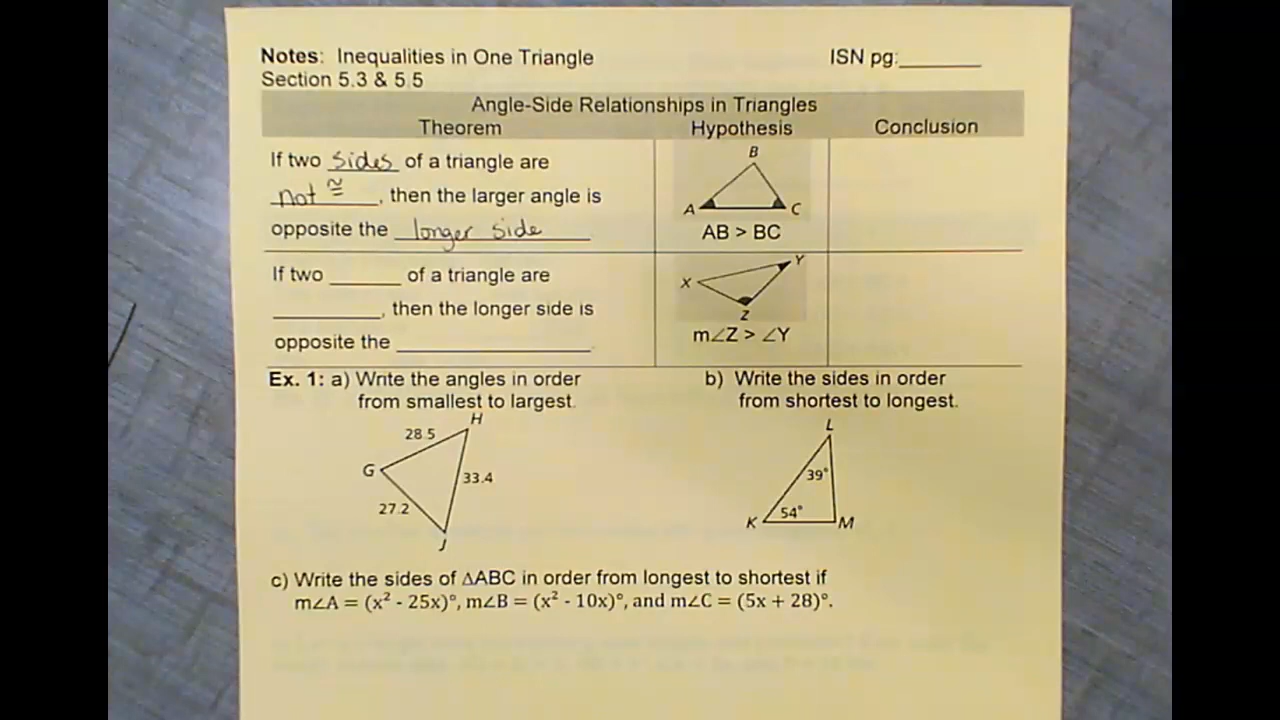 Notes: Inequalities in One Triangle ISN pg:_______
Section 5.3 & 5.5
Angle-Side Relationships in Triangles
Theorem Hypothesis Conclusion
If two sides of a triangle are
not ≅, then the larger angle is
opposite the longer side
B
A C
AB > BC
If two ______ of a triangle are
_________, then the longer side is
opposite the ________________
Y
X
Z
m∠Z > ∠Y
Ex. 1: a) Write the angles in order
from smallest to largest.
H
28.5
G
33.4
27.2
J
b) Write the sides in order
from shortest to longest.
L
39°
54°
K M
c) Write the sides of ∆ABC in order from longest to shortest if
m∠A = (x² - 25x)°, m∠B = (x² - 10x)°, and m∠C = (5x + 28)°.